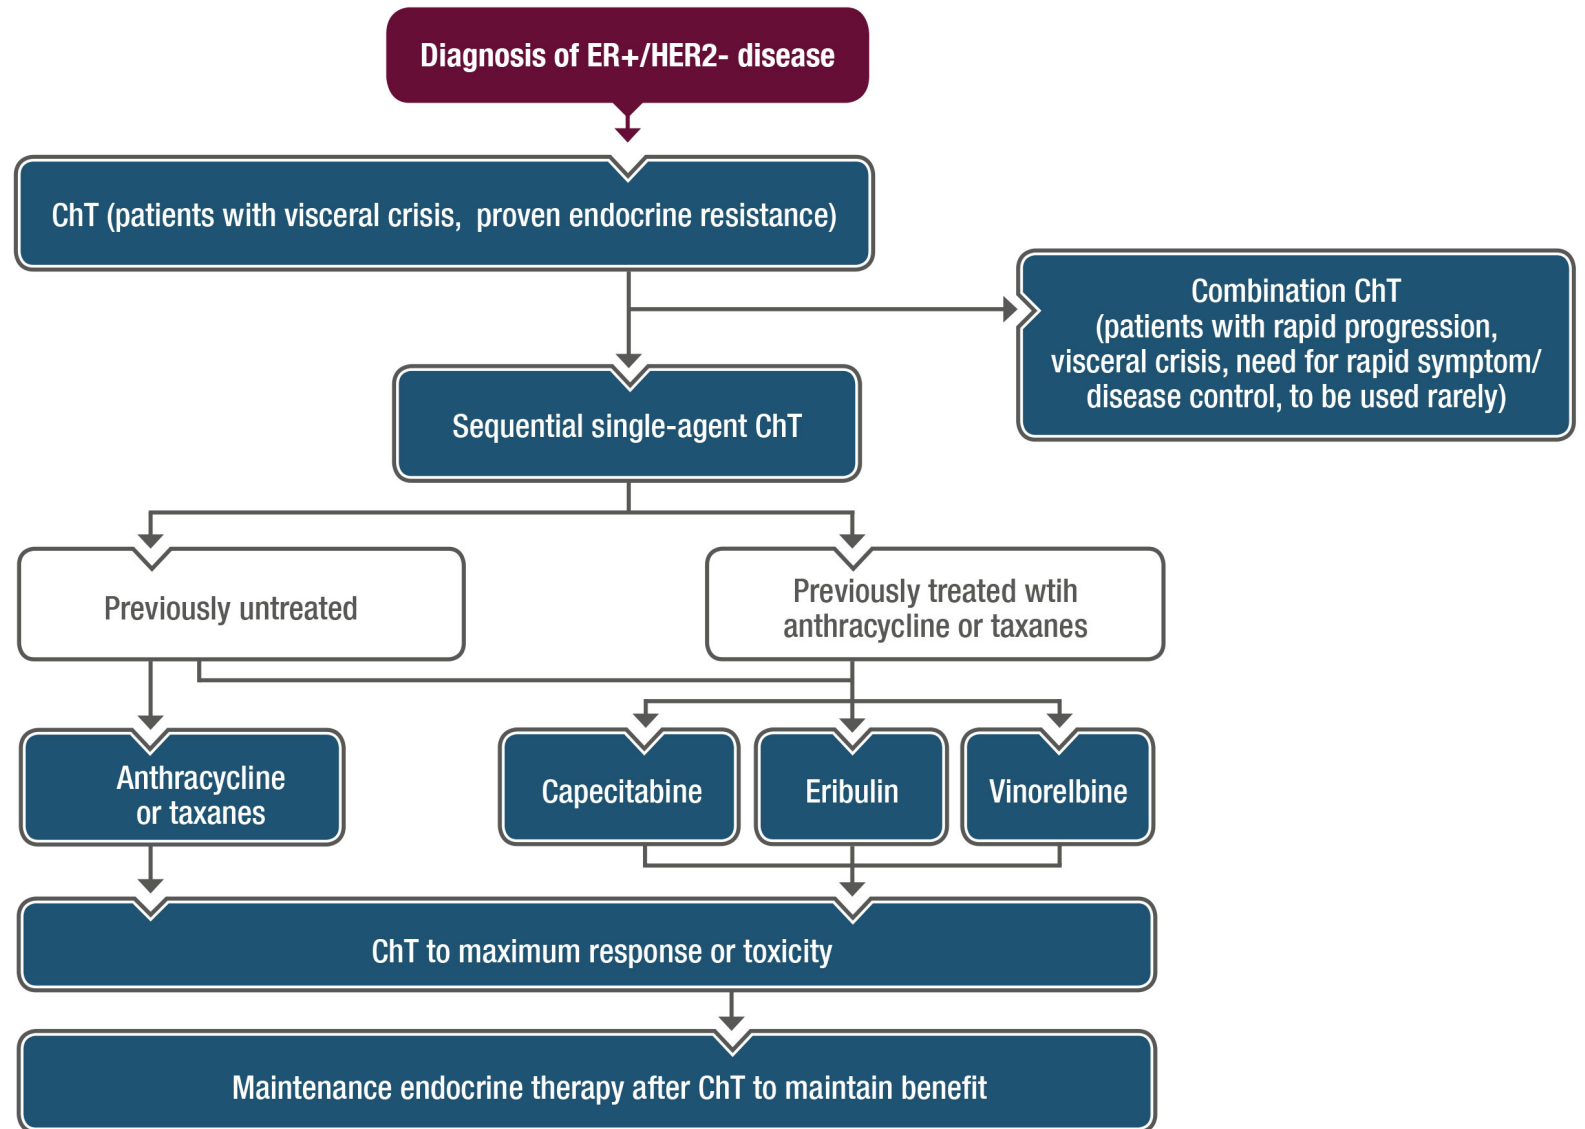 Diagnosis of ER+/HER2- disease
ChT (patients with visceral crisis,  proven endocrine resistance)
Combination ChT
(patients with rapid progression,
visceral crisis, need for rapid symptom/
disease control, to be used rarely)
Sequential single-agent ChT
Previously untreated
Previously treated wtih
anthracycline or taxanes
Anthracycline
or taxanes
Capecitabine
Eribulin
Vinorelbine
ChT to maximum response or toxicity
Maintenance endocrine therapy after ChT to maintain benefit